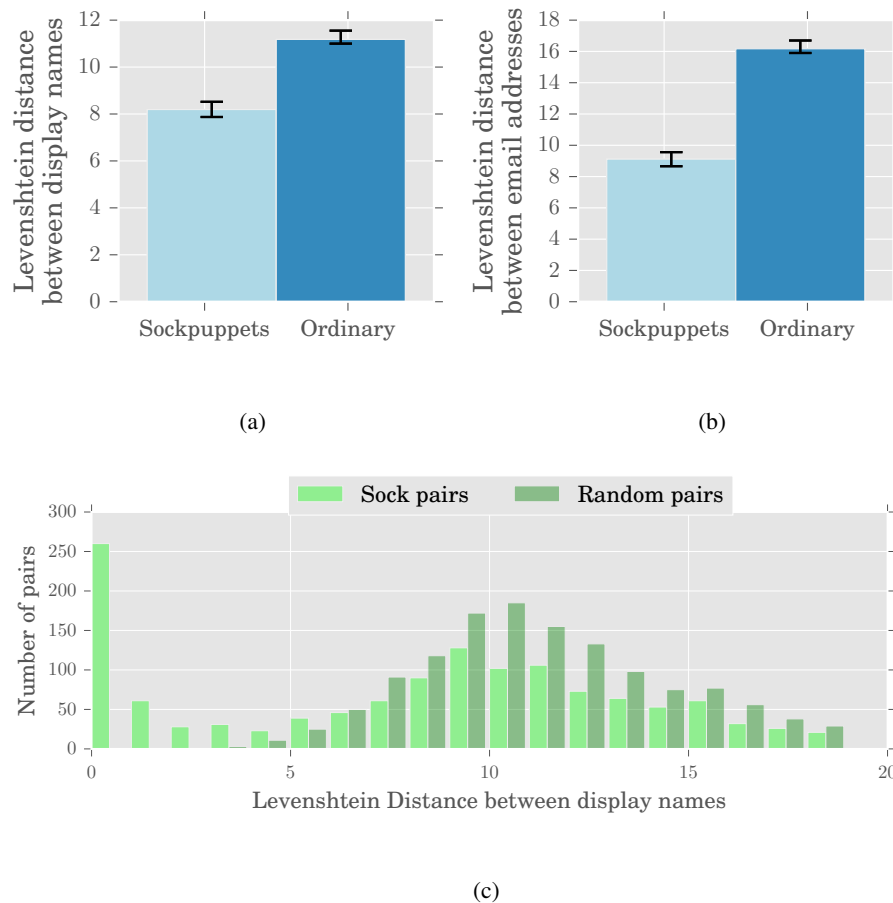 Levenshtein distance
between display names
12
10
8
6
4
2
0
Sockpuppets Ordinary
(a)
Levenshtein distance
between email addresses
18
16
14
12
10
8
6
4
2
0
Sockpuppets Ordinary
(b)
Sock pairs Random pairs
Number of pairs
300
250
200
150
100
50
0
0 5 10 15 20
Levenshtein Distance between display names
(c)